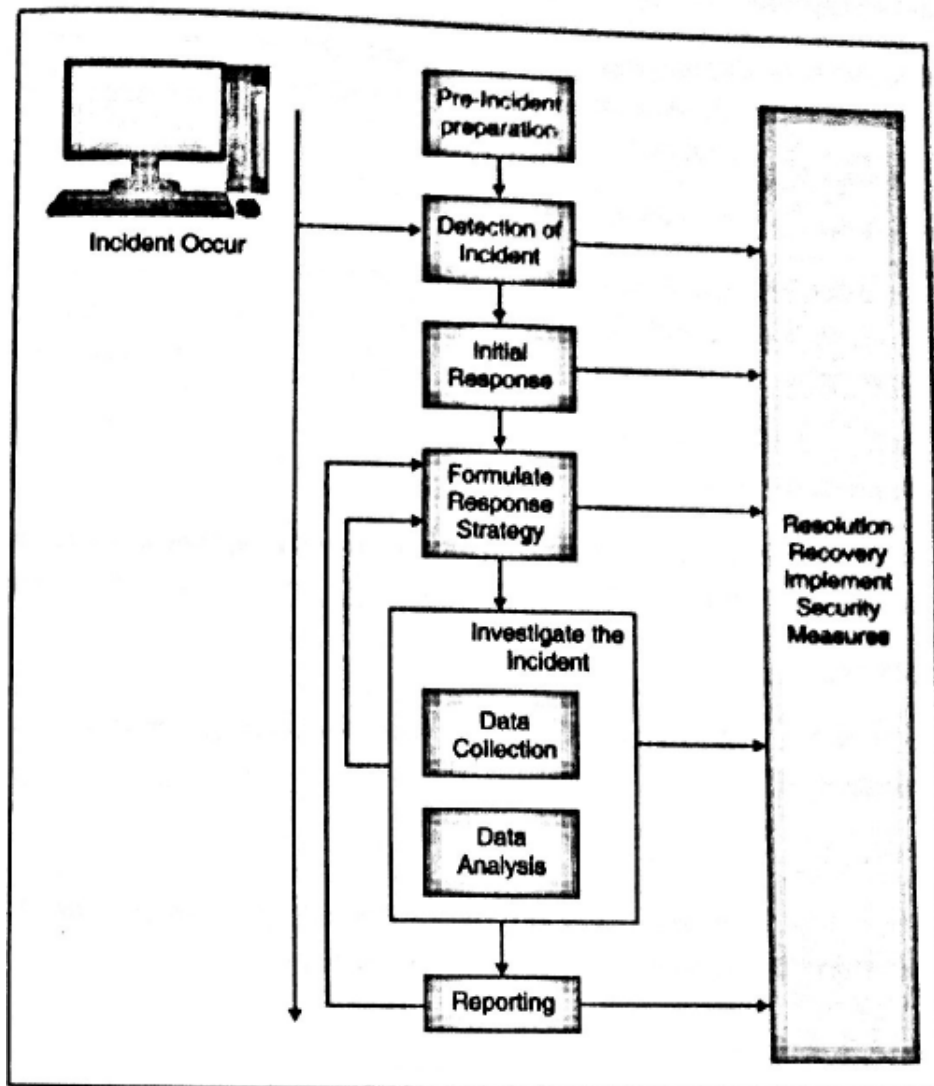 Pre-Incident
preparation
Incident Occur
Detection of
Incident
Initial
Response
Formulate
Response
Strategy
Resolution
Recovery
Implement
Security
Measures
Investigate the
Incident
Data
Collection
Data
Analysis
Reporting